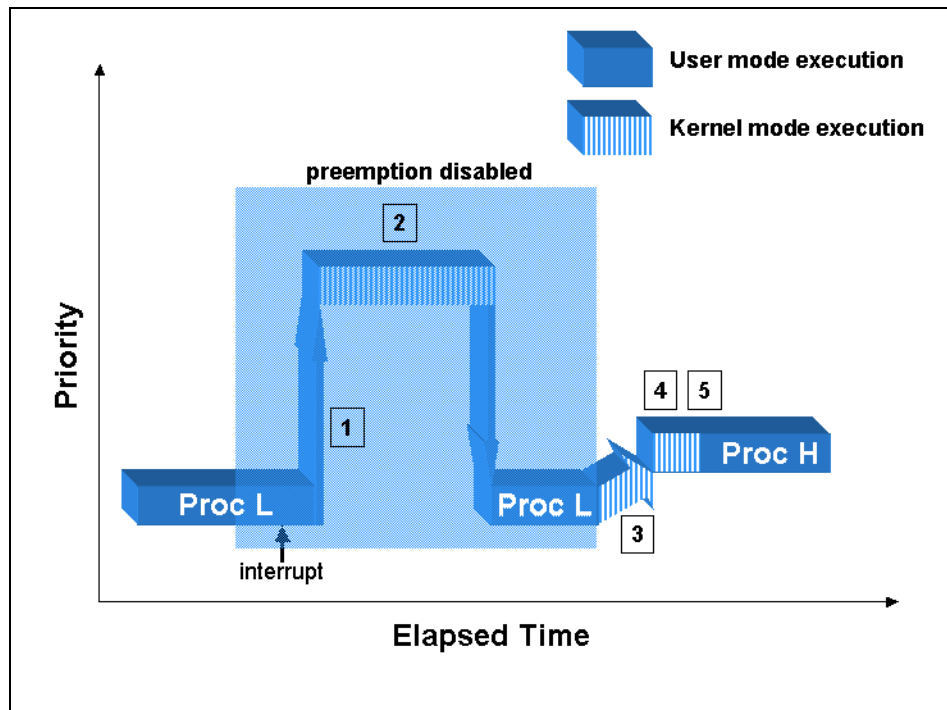 User mode execution
Kernel mode execution
preemption disabled
2
Priority
4 5
1
Proc H
Proc L
Proc L
3
interrupt
Elapsed Time